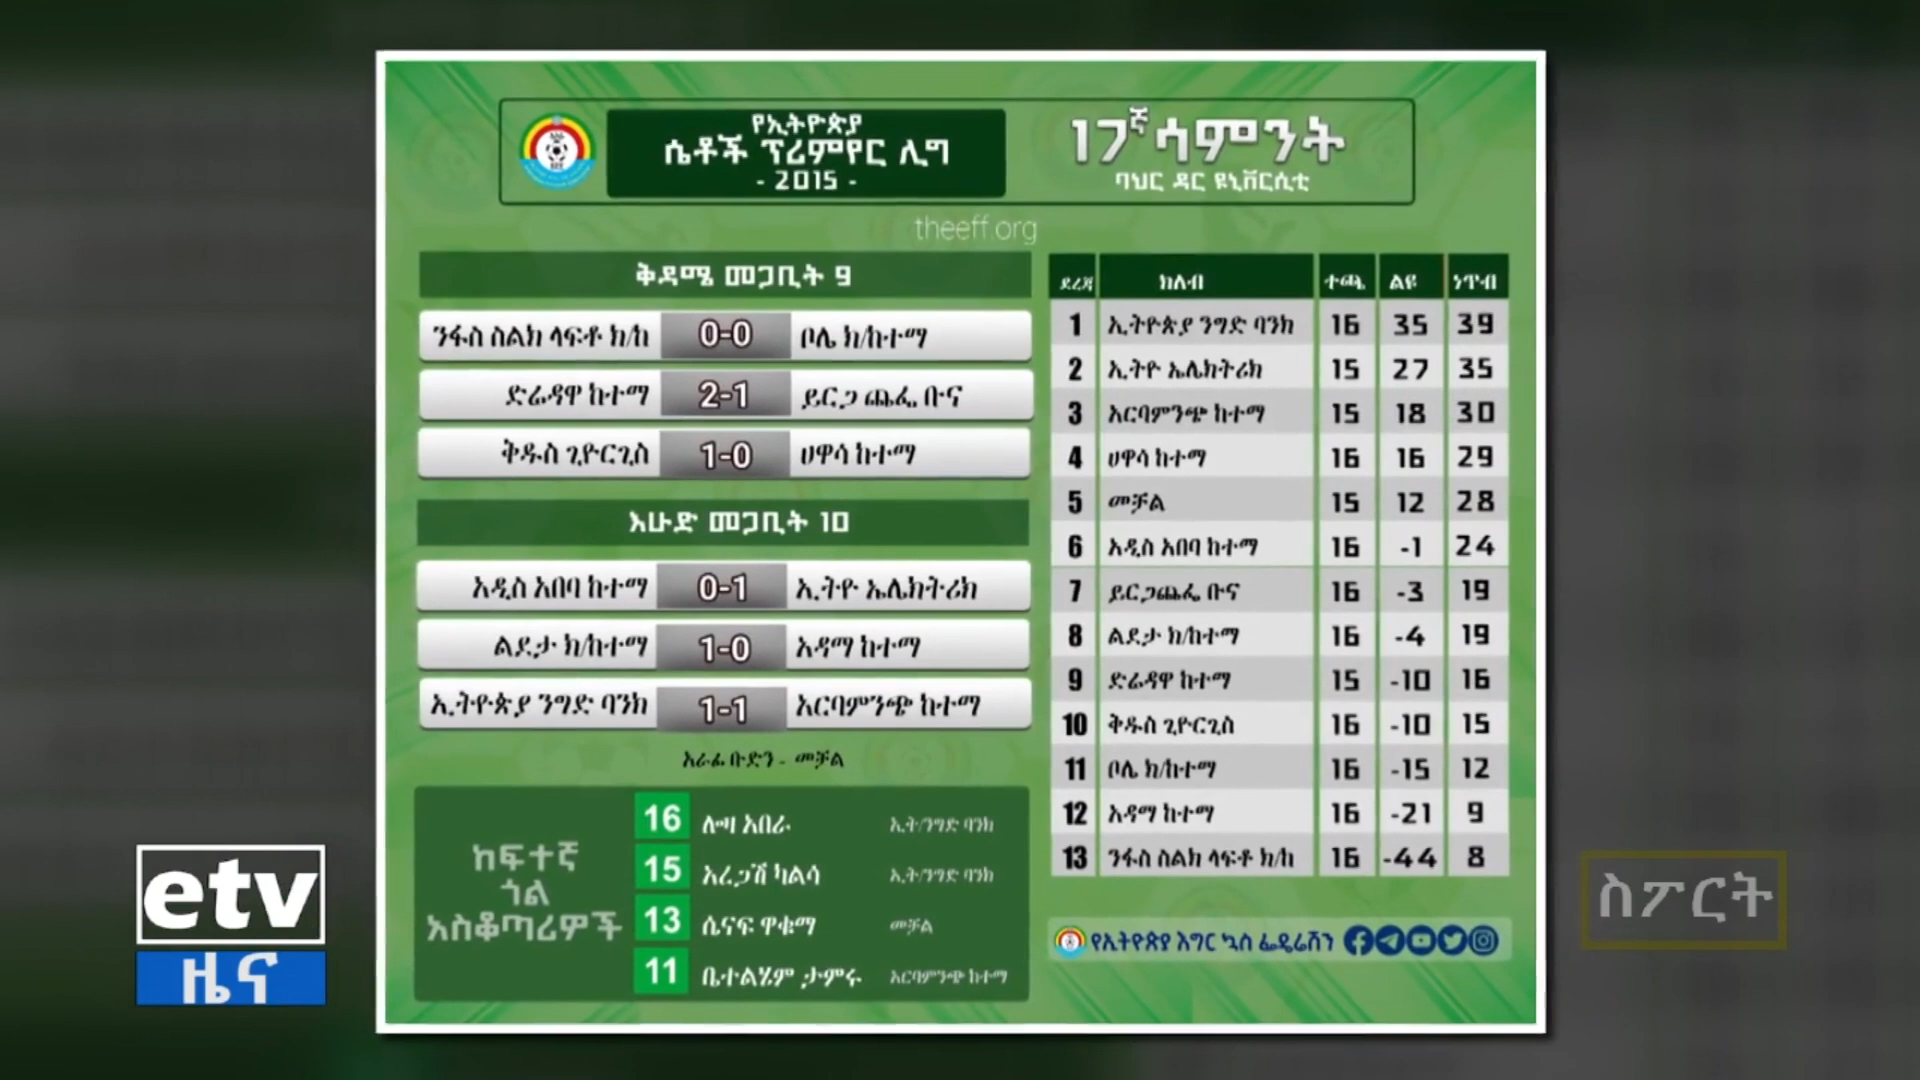 የኢትዮጵያ
ሴቶች ፕሪምየር ሊግ
- 2015 -
17ኛ ሳምንት
ባህር ዳር ዩኒቨርሲቲ
theeff.org
ቅዳሜ መጋቢት 9
ንፋስ ስልክ ላፍቶ ክ/ከ 0-0 ቦሌ ክ/ከተማ
ድሬዳዋ ከተማ 2-1 ይርጋ ጨፌ ቡና
ቅዱስ ጊዮርጊስ 1-0 ሀዋሳ ከተማ
እሁድ መጋቢት 10
አዲስ አበባ ከተማ 0-1 ኢትዮ ኤሌክትሪክ
ልደታ ክ/ከተማ 1-0 አዳማ ከተማ
ኢትዮጵያ ንግድ ባንክ 1-1 አርባምንጭ ከተማ
አራፊ ቡድን - መቻል
ከፍተኛ
ጎል
አስቆጣሪዎች
16 ሎዛ አበራ ኢት/ንግድ ባንክ
15 አረጋሽ ካልሳ ኢት/ንግድ ባንክ
13 ሴናፍ ዋቁማ መቻል
11 ቤተልሄም ታምሩ አርባምንጭ ከተማ
ደረጃ ክለብ ተጫ ልዩ ነጥብ
1 ኢትዮጵያ ንግድ ባንክ 16 35 39
2 ኢትዮ ኤሌክትሪክ 15 27 35
3 አርባምንጭ ከተማ 15 18 30
4 ሀዋሳ ከተማ 16 16 29
5 መቻል 15 12 28
6 አዲስ አበባ ከተማ 16 -1 24
7 ይርጋጨፌ ቡና 16 -3 19
8 ልደታ ክ/ከተማ 16 -4 19
9 ድሬዳዋ ከተማ 15 -10 16
10 ቅዱስ ጊዮርጊስ 16 -10 15
11 ቦሌ ክ/ከተማ 16 -15 12
12 አዳማ ከተማ 16 -21 9
13 ንፋስ ስልክ ላፍቶ ክ/ከ 16 -44 8
የኢትዮጵያ እግር ኳስ ፌዴሬሽን
etv
ዜና
ስፖርት